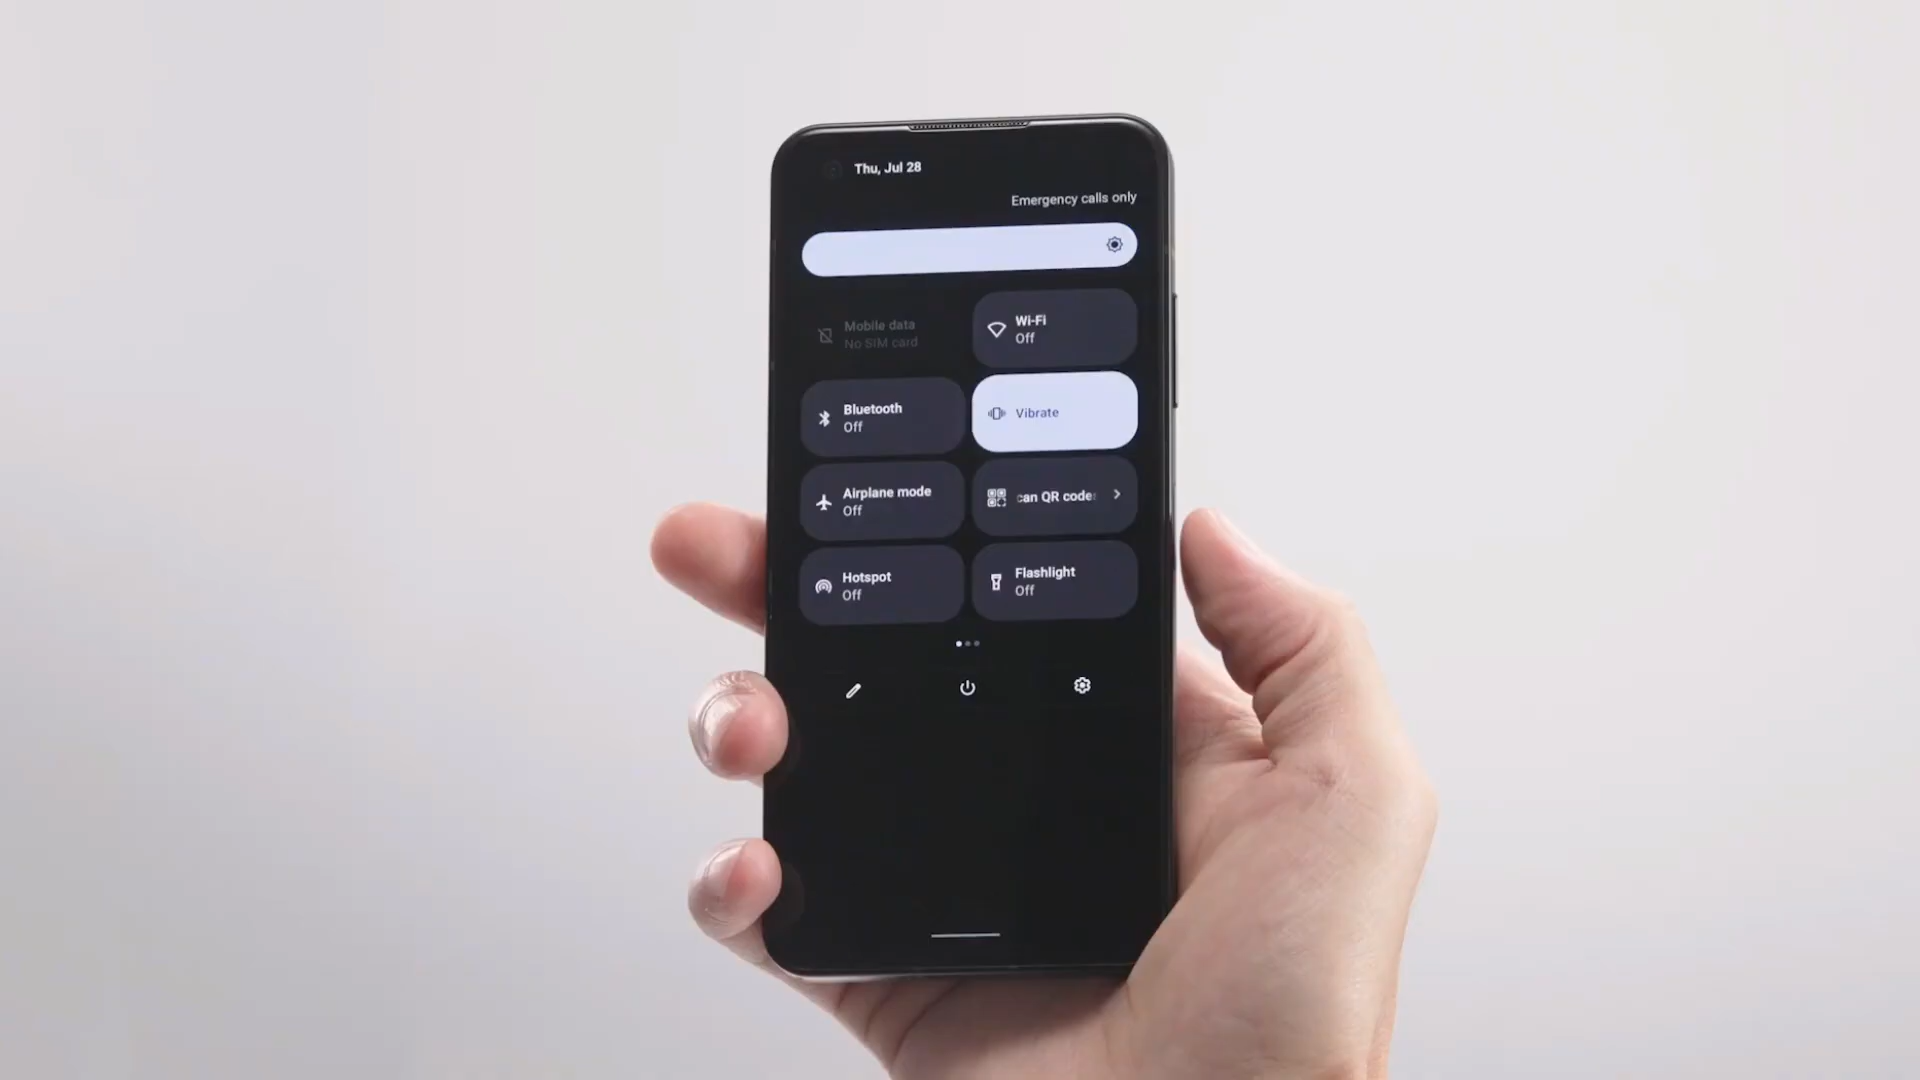 Thu, Jul 28
Emergency calls only
Mobile data
No SIM card
Wi-Fi
Off
Bluetooth
Off
Vibrate
Airplane mode
Off
can QR code
Hotspot
Off
Flashlight
Off